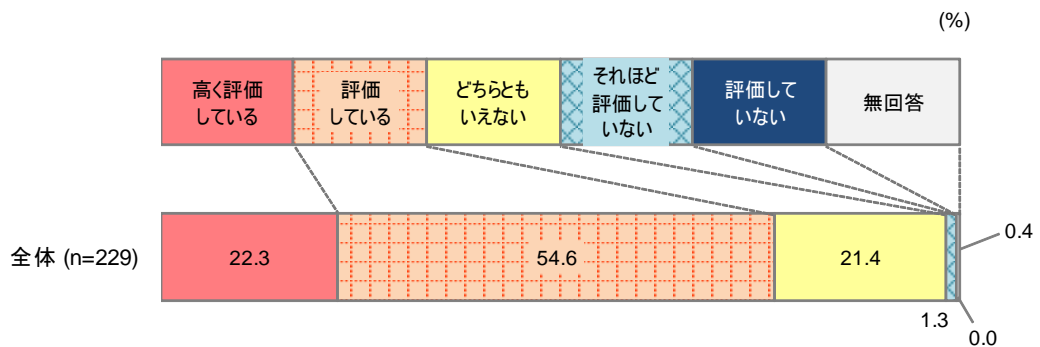 (%)
高く評価
している
評価
している
どちらとも
いえない
それほど
評価して
いない
評価して
いない
無回答
全体 (n=229)
22.3
54.6
21.4
1.3
0.0
0.4